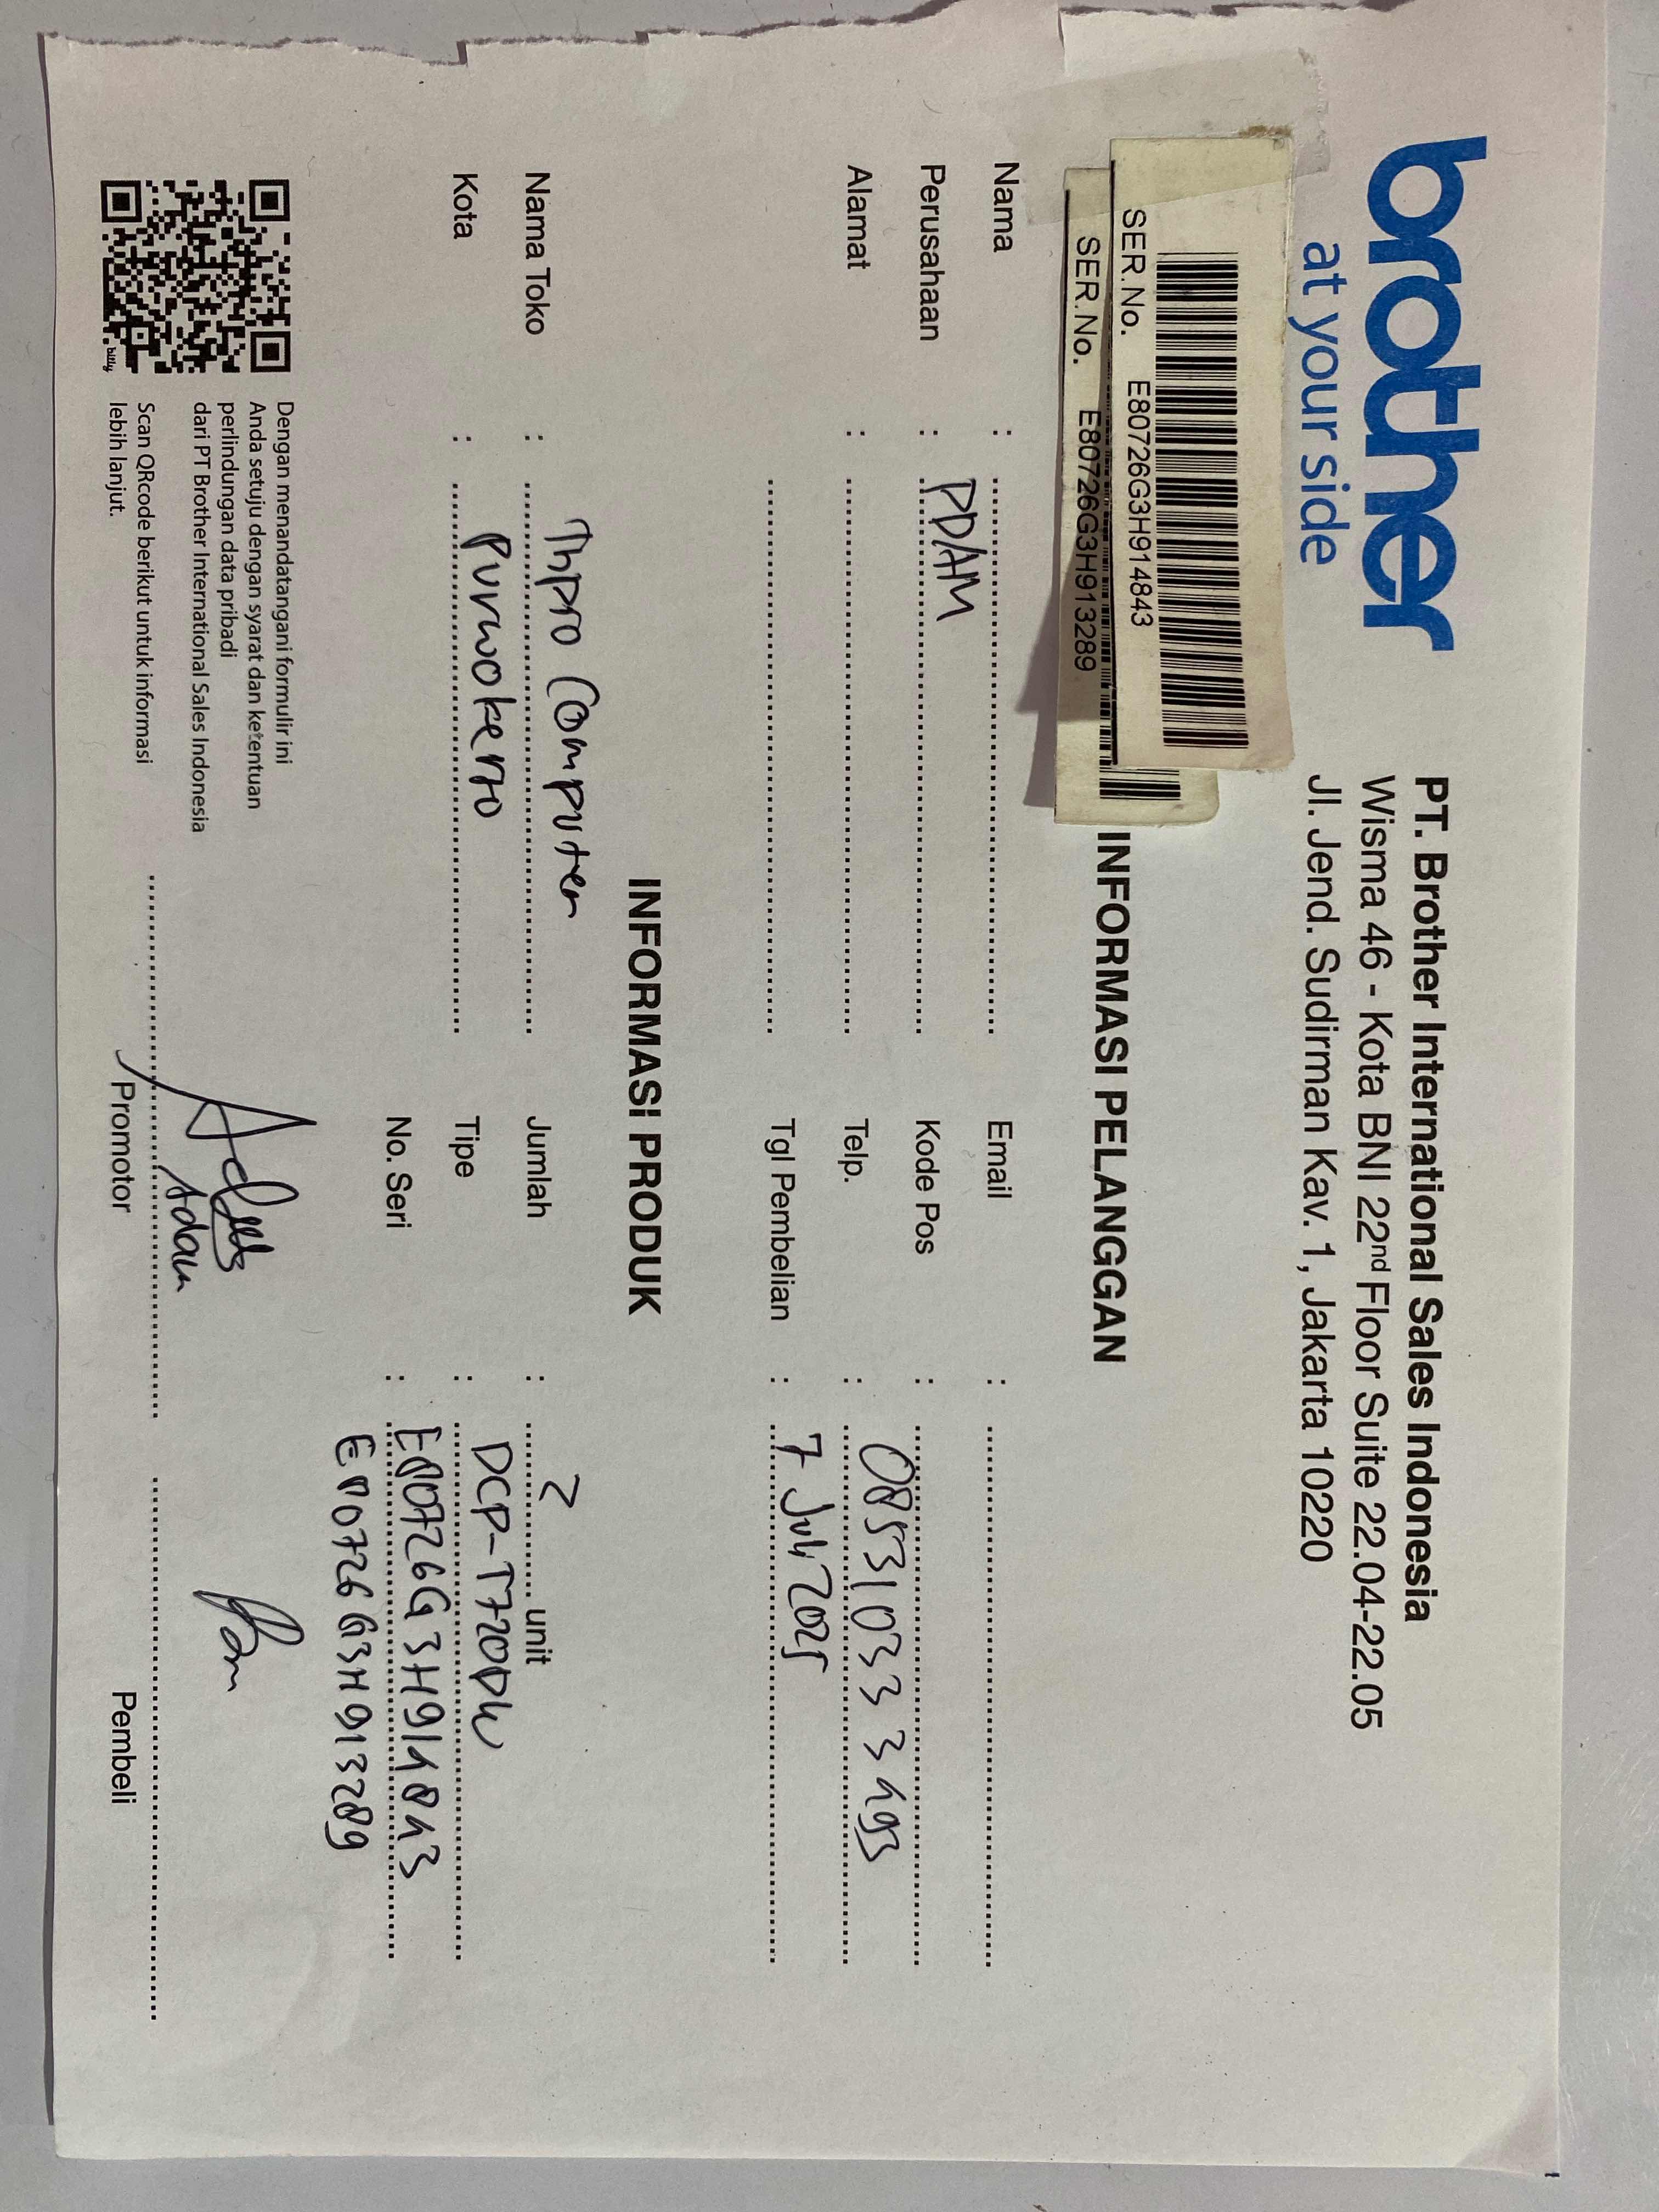 brother
at your side
PT. Brother International Sales Indonesia
Wisma 46 - Kota BNI 22nd Floor Suite 22.04-22.05
Jl. Jend. Sudirman Kav. 1, Jakarta 10220
SER.No. E80726G3H914843
SER.No. E80726G3H913289
INFORMASI PELANGGAN
Nama : Email :
Perusahaan : PDAM Kode Pos :
Alamat : Telp. : 085310333493
Tgl Pembelian : 7 Juli 2025
INFORMASI PRODUK
Nama Toko : Thpro Computer Jumlah : 2 unit
Kota : Purwokerto Tipe : DCP-T720DW
No. Seri : E80726G3H914843
E80726G3H913289
Dengan menandatangani formulir ini
Anda setuju dengan syarat dan ketentuan
perlindungan data pribadi
dari PT Brother International Sales Indonesia
Scan QRcode berikut untuk informasi
lebih lanjut.
bitly
Adam
Promotor Pembeli